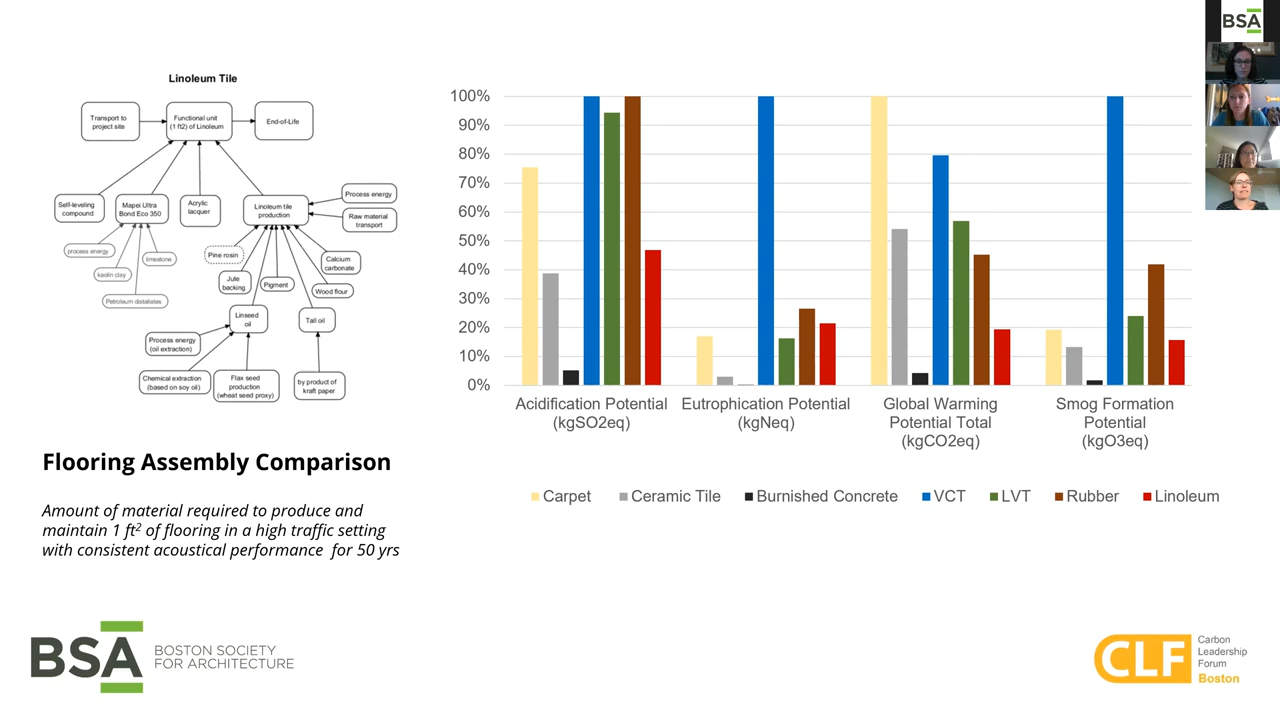 BSA
Linoleum Tile
Transport to
project site
Functional unit
(1 ft2) of Linoleum
End-of-Life
Self-leveling
compound
Mapei Ultra
Bond Eco 350
Acrylic
lacquer
Linoleum tile
production
Process energy
Raw material
transport
process energy
limestone
kaolin clay
Petroleum distallates
Pine rosin
Jute
backing
Pigment
Calcium
carbonate
Wood flour
Linseed
oil
Tall oil
Process energy
(oil extraction)
Chemical extraction
(based on soy oil)
Flax seed
production
(wheat seed proxy)
by product of
kraft paper
100%
90%
80%
70%
60%
50%
40%
30%
20%
10%
0%
Acidification Potential
(kgSO2eq)
Eutrophication Potential
(kgNeq)
Global Warming
Potential Total
(kgCO2eq)
Smog Formation
Potential
(kgO3eq)
Carpet Ceramic Tile Burnished Concrete VCT LVT Rubber Linoleum
Flooring Assembly Comparison
Amount of material required to produce and
maintain 1 ft² of flooring in a high traffic setting
with consistent acoustical performance for 50 yrs
BSA
BOSTON SOCIETY
FOR ARCHITECTURE
CLF
Carbon
Leadership
Forum
Boston